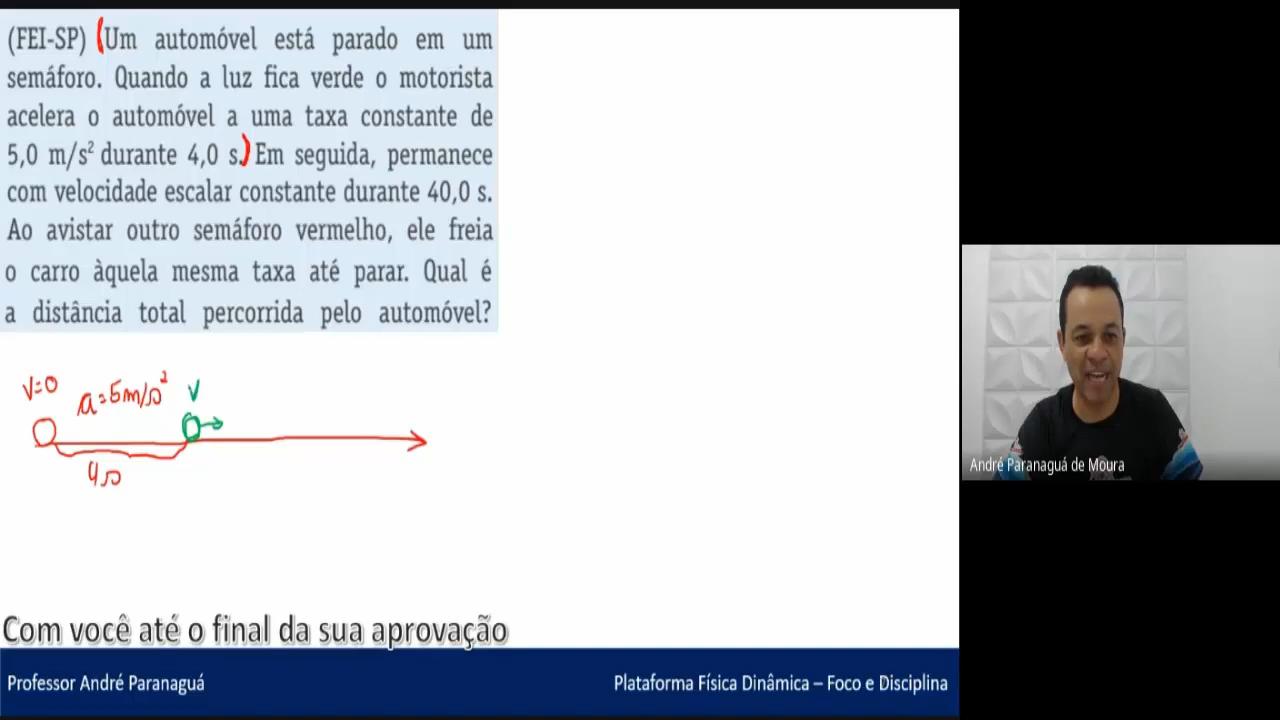 (FEI-SP) (Um automóvel está parado em um
semáforo. Quando a luz fica verde o motorista
acelera o automóvel a uma taxa constante de
5,0 m/s² durante 4,0 s.) Em seguida, permanece
com velocidade escalar constante durante 40,0 s.
Ao avistar outro semáforo vermelho, ele freia
o carro àquela mesma taxa até parar. Qual é
a distância total percorrida pelo automóvel?
V=0
a=5m/s²
V
4s
André Paranaguá de Moura
Com você até o final da sua aprovação
Professor André Paranaguá
Plataforma Física Dinâmica – Foco e Disciplina